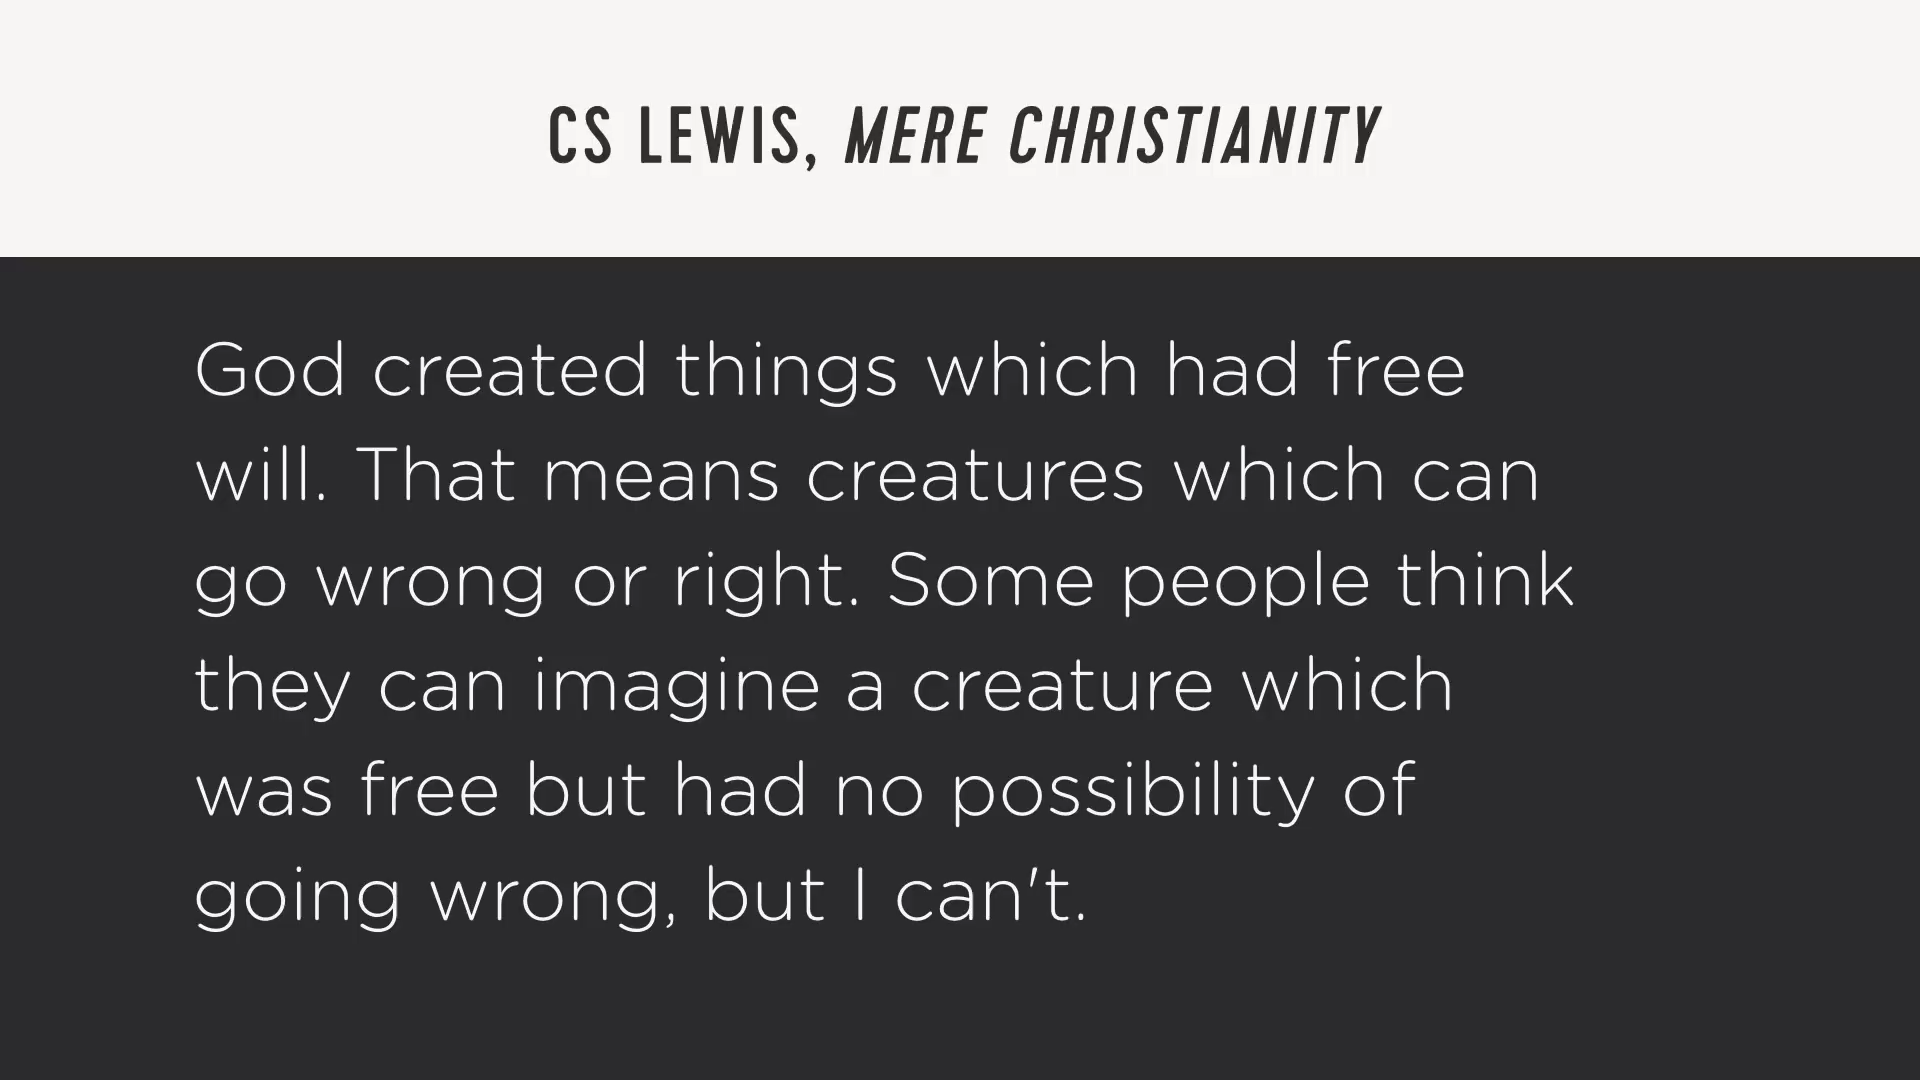 CS LEWIS, MERE CHRISTIANITY
God created things which had free
will. That means creatures which can
go wrong or right. Some people think
they can imagine a creature which
was free but had no possibility of
going wrong, but I can't.